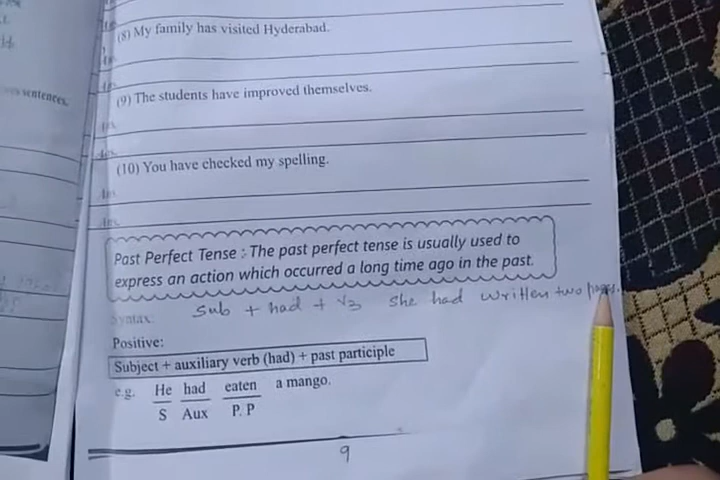 sentences.
(8) My family has visited Hyderabad.
(9) The students have improved themselves.
(10) You have checked my spelling.
Past Perfect Tense : The past perfect tense is usually used to
express an action which occurred a long time ago in the past.
Syntax:
Sub + had + V3 She had written two
Positive:
Subject + auxiliary verb (had) + past participle
e.g. He had eaten a mango.
S Aux P. P
9